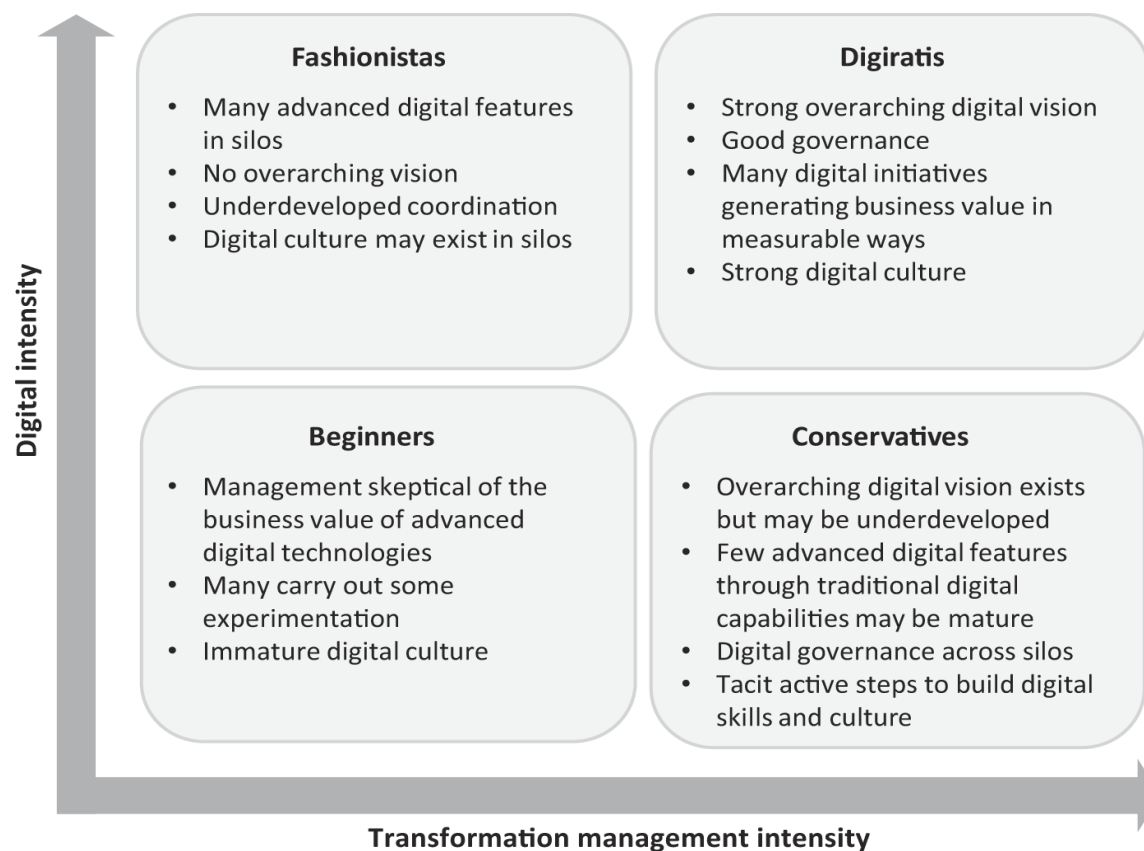 Fashionistas
• Many advanced digital features
in silos
• No overarching vision
• Underdeveloped coordination
• Digital culture may exist in silos
Digiratis
• Strong overarching digital vision
• Good governance
• Many digital initiatives
generating business value in
measurable ways
• Strong digital culture
Digital intensity
Beginners
• Management skeptical of the
business value of advanced
digital technologies
• Many carry out some
experimentation
• Immature digital culture
Conservatives
• Overarching digital vision exists
but may be underdeveloped
• Few advanced digital features
through traditional digital
capabilities may be mature
• Digital governance across silos
• Tacit active steps to build digital
skills and culture
Transformation management intensity